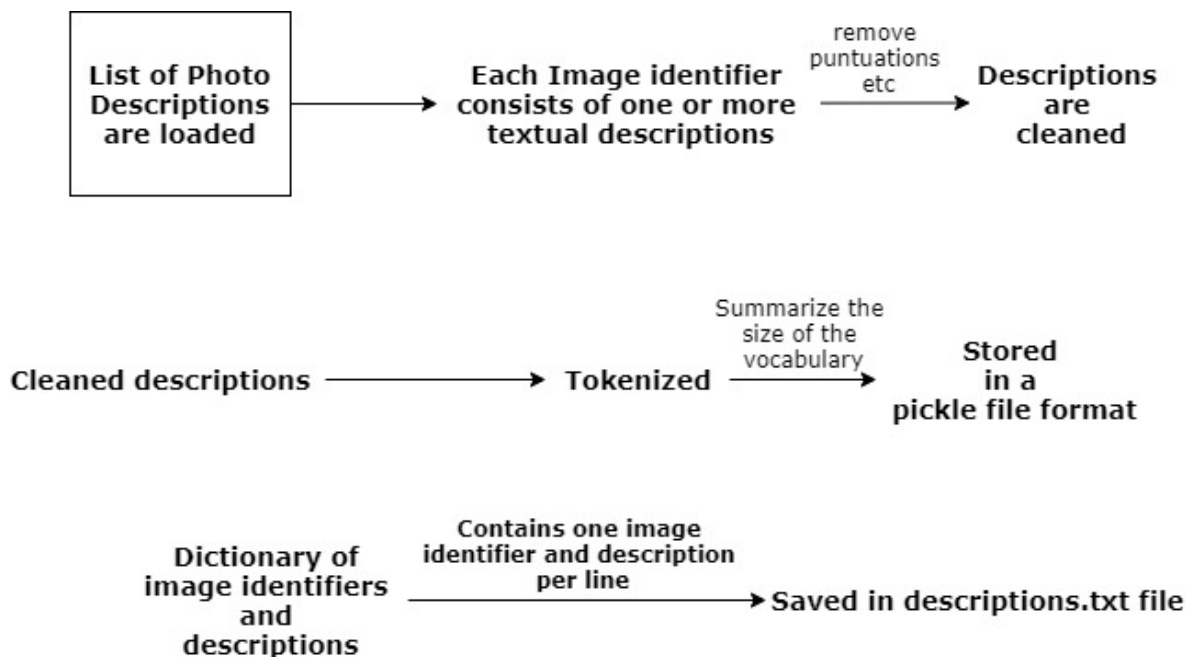 List of Photo
Descriptions
are loaded
Each Image identifier
consists of one or more
textual descriptions
remove
puntuations
etc
Descriptions
are
cleaned
Cleaned descriptions
Tokenized
Summarize the
size of the
vocabulary
Stored
in a
pickle file format
Dictionary of
image identifiers
and
descriptions
Contains one image
identifier and description
per line
Saved in descriptions.txt file